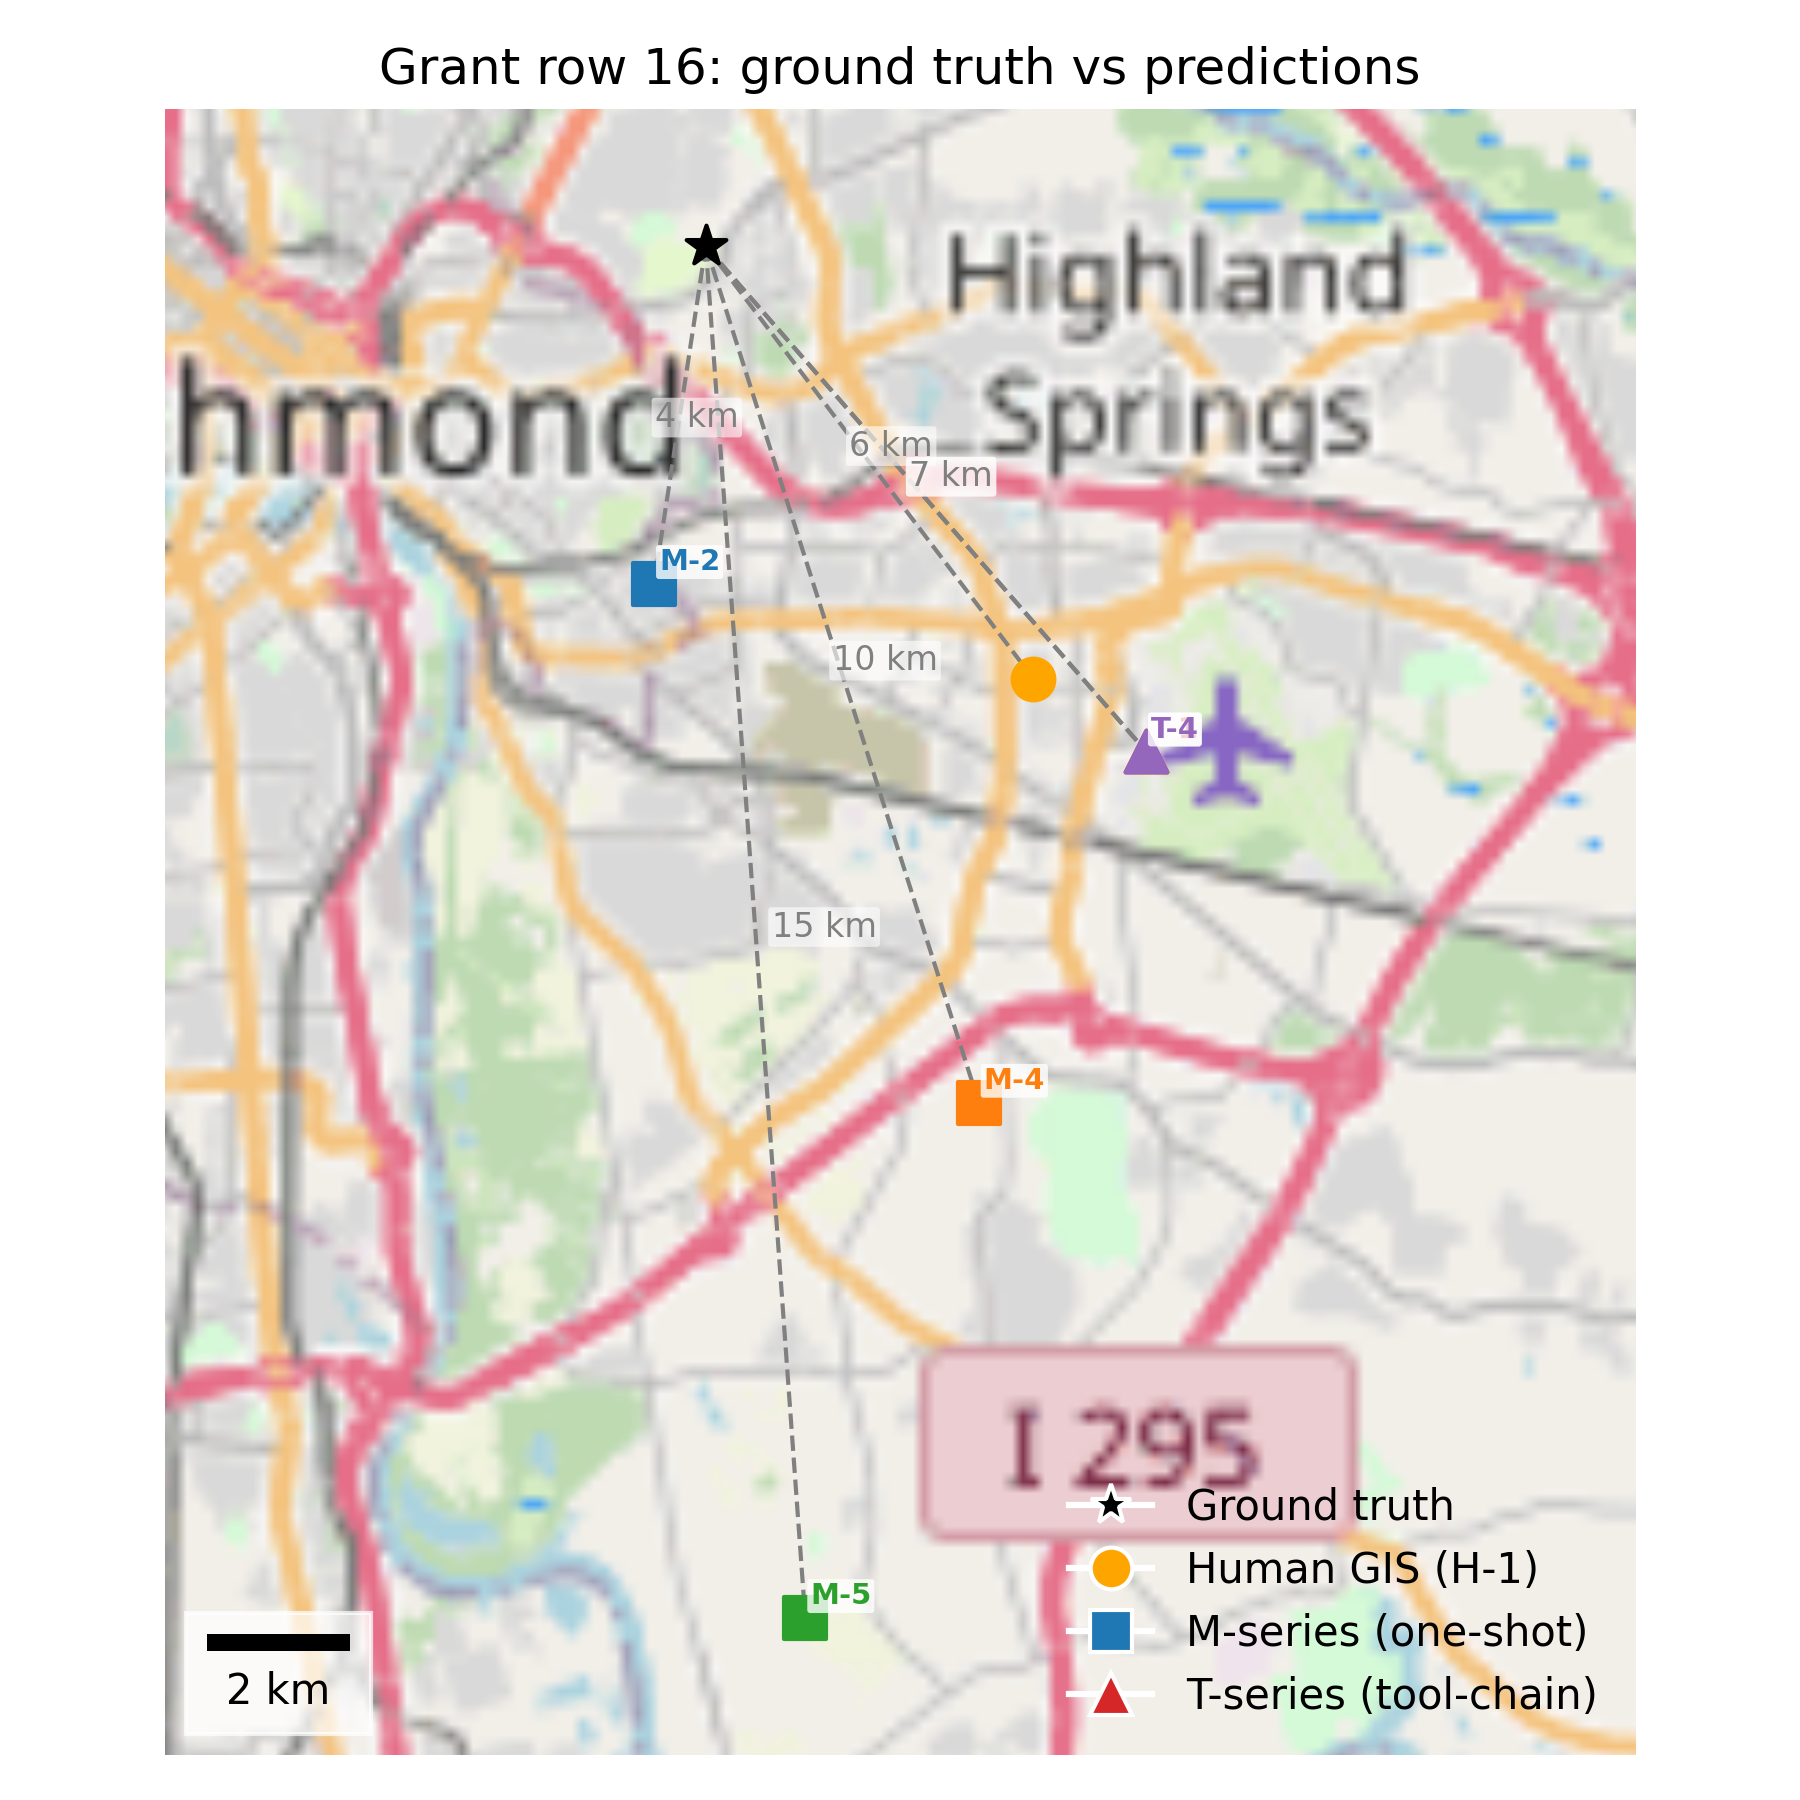 Grant row 16: ground truth vs predictions
Highland
Springs
hmond
4 km
6 km
7 km
M-2
10 km
T-4
15 km
M-4
I 295
M-5
Ground truth
Human GIS (H-1)
M-series (one-shot)
T-series (tool-chain)
2 km